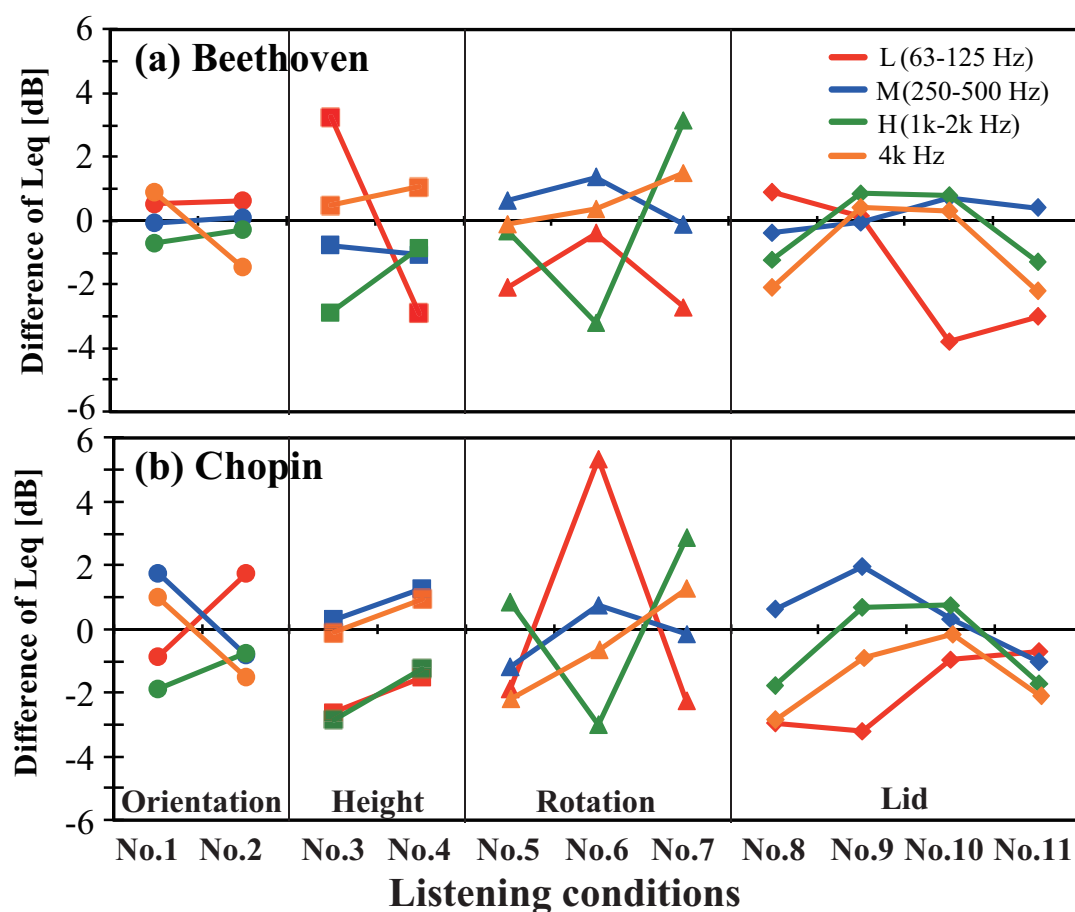 (a) Beethoven
L (63-125 Hz)
M (250-500 Hz)
H (1k-2k Hz)
4k Hz
Difference of Leq [dB]
6
4
2
0
-2
-4
-6
(b) Chopin
Difference of Leq [dB]
6
4
2
0
-2
-4
-6
Orientation Height Rotation Lid
No.1 No.2 No.3 No.4 No.5 No.6 No.7 No.8 No.9 No.10 No.11
Listening conditions